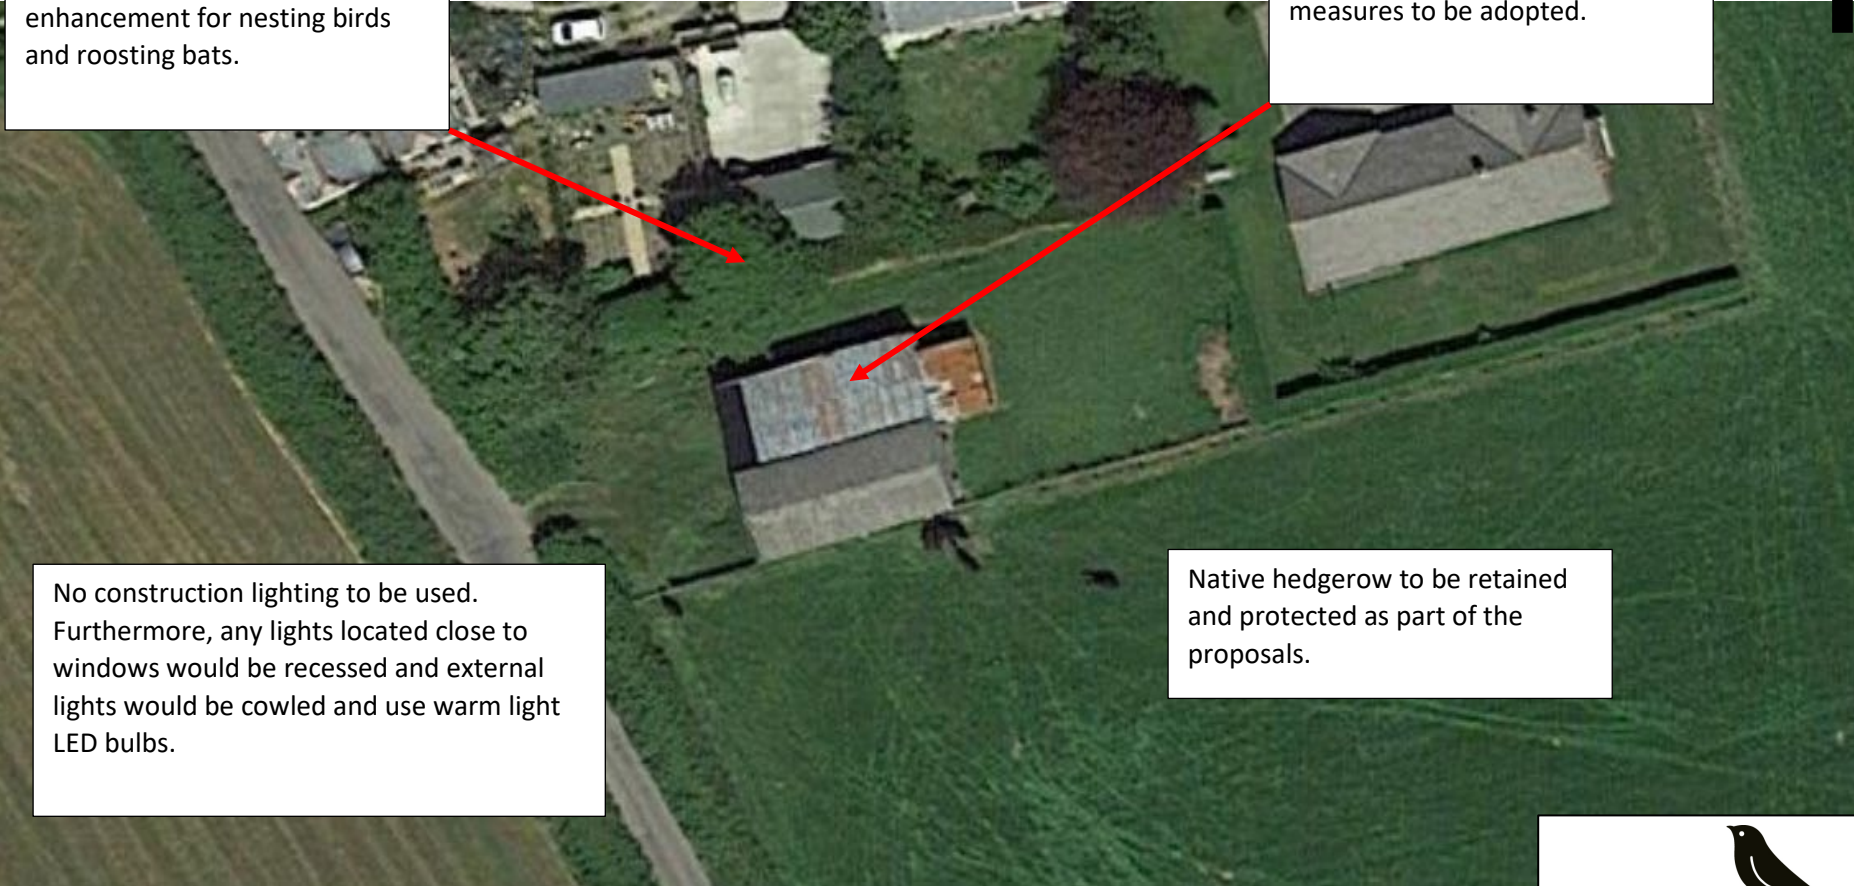 enhancement for nesting birds
and roosting bats.
measures to be adopted.
No construction lighting to be used.
Furthermore, any lights located close to
windows would be recessed and external
lights would be cowled and use warm light
LED bulbs.
Native hedgerow to be retained
and protected as part of the
proposals.